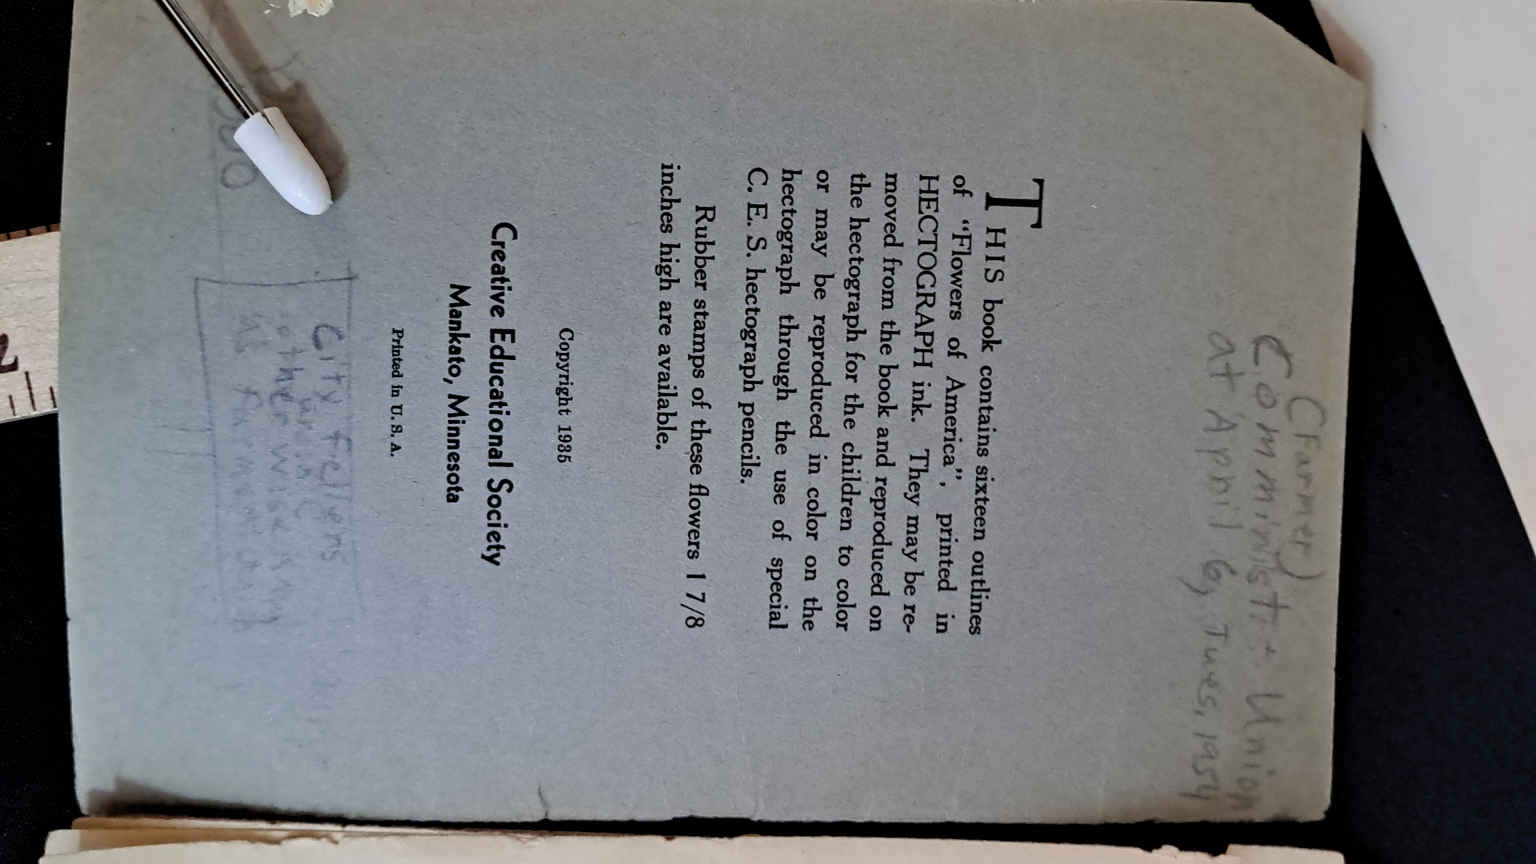 (Farmer)
Comminist: Union
at April 6, Tues, 1954
THIS book contains sixteen outlines
of "Flowers of America", printed in
HECTOGRAPH ink. They may be re-
moved from the book and reproduced on
the hectograph for the children to color
or may be reproduced in color on the
hectograph through the use of special
C. E. S. hectograph pencils.
Rubber stamps of these flowers 1 7/8
inches high are available.
Copyright 1935
Creative Educational Society
Mankato, Minnesota
Printed in U. S. A.
City fellers
otherwise
as
2